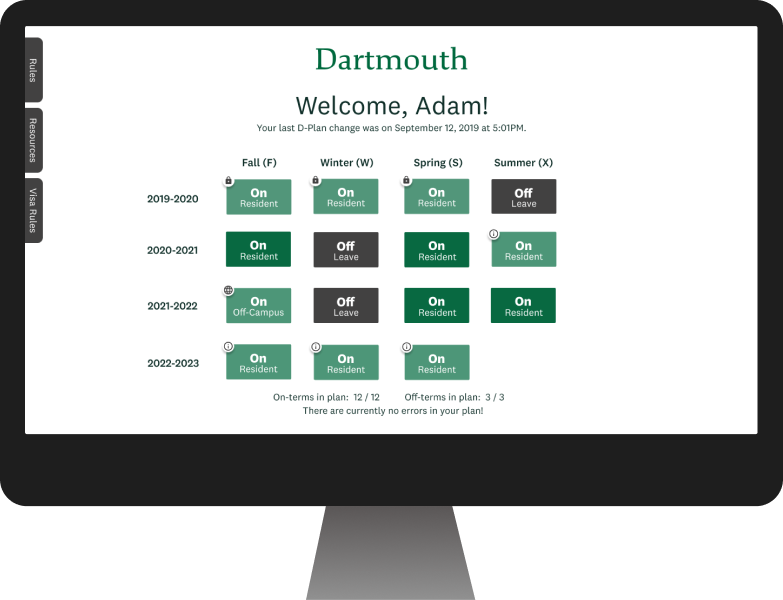 Dartmouth
Rules
Resources
Visa Rules
Welcome, Adam!
Your last D-Plan change was on September 12, 2019 at 5:01PM.
Fall (F) Winter (W) Spring (S) Summer (X)
2019-2020
On Resident
On Resident
On Resident
Off Leave
2020-2021
On Resident
Off Leave
On Resident
On Resident
2021-2022
On Off-Campus
Off Leave
On Resident
On Resident
2022-2023
On Resident
On Resident
On Resident
On-terms in plan: 12 / 12 Off-terms in plan: 3 / 3
There are currently no errors in your plan!